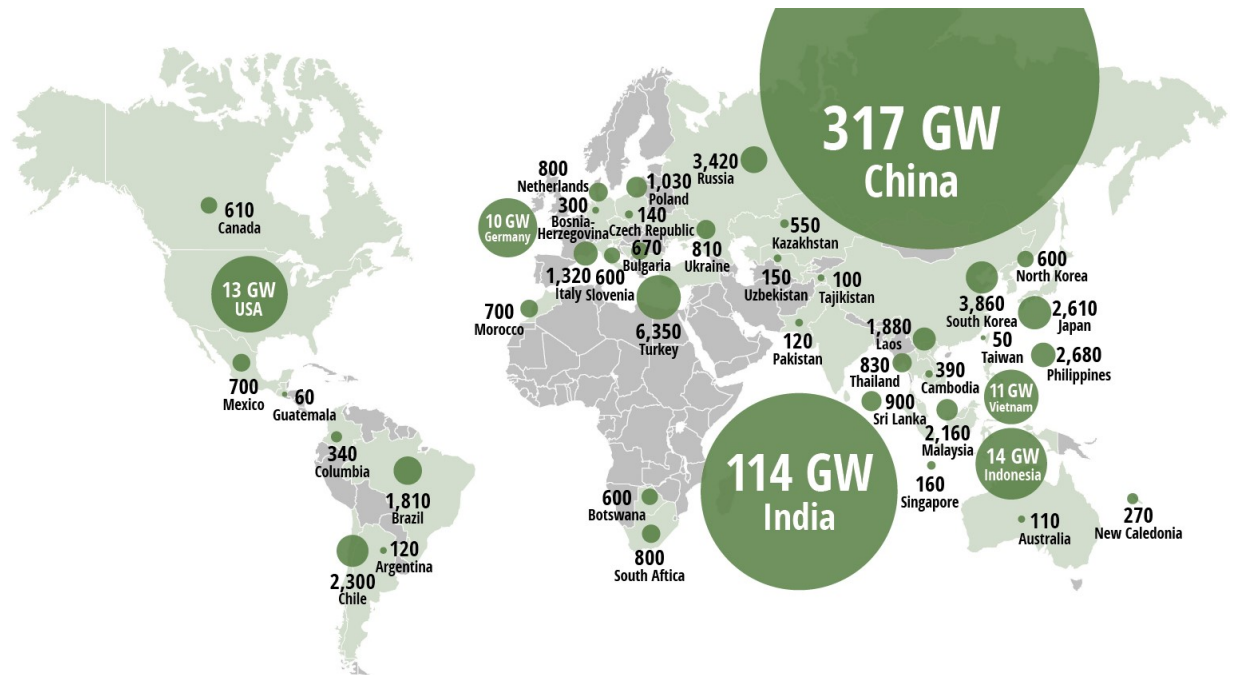 317 GW
China
3,420
Russia
800
Netherlands
1,030
Poland
300
Bosnia-
Herzegovina
140
Czech Republic
10 GW
Germany
610
Canada
550
Kazakhstan
670
Bulgaria
810
Ukraine
600
North Korea
1,320
Italy
600
Slovenia
150
Uzbekistan
100
Tajikistan
13 GW
USA
3,860
South Korea
2,610
Japan
700
Morocco
6,350
Turkey
120
Pakistan
1,880
Laos
50
Taiwan
2,680
Philippines
830
Thailand
390
Cambodia
700
Mexico
60
Guatemala
11 GW
Vietnam
900
Sri Lanka
2,160
Malaysia
340
Columbia
114 GW
India
14 GW
Indonesia
160
Singapore
1,810
Brazil
600
Botswana
110
Australia
270
New Caledonia
120
Argentina
800
South Aftica
2,300
Chile